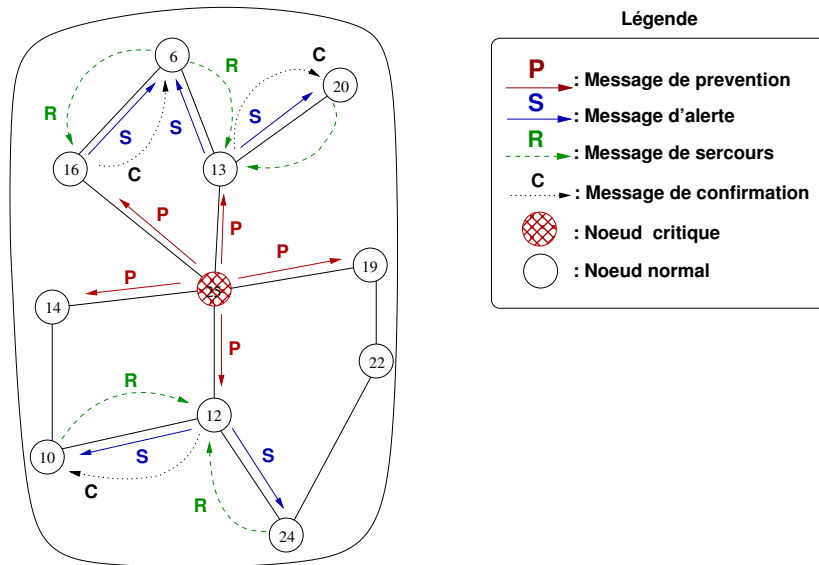 6
20
C
R
R
R
S
S
S
16
C
13
P
P
P
19
P
25
14
P
22
R
12
S
S
10
C
R
24
Légende
P : Message de prevention
S : Message d'alerte
R : Message de sercours
C : Message de confirmation
: Noeud critique
: Noeud normal